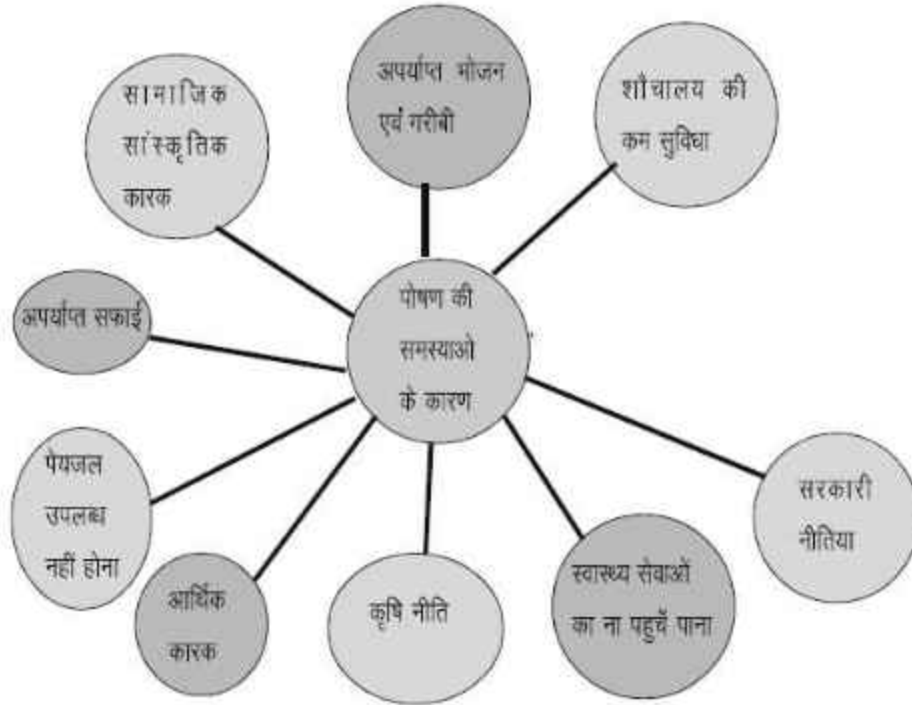 सामाजिक
सांस्कृतिक
कारक
अपर्याप्त भोजन
एवं गरीबी
शौचालय की
कम सुविधा
अपर्याप्त सफाई
पोषण की
समस्याओ
के कारण
पेयजल
उपलब्ध
नहीं होना
आर्थिक
कारक
कृषि नीति
स्वास्थ्य सेवाओं
का ना पहुचें पाना
सरकारी
नीतिया